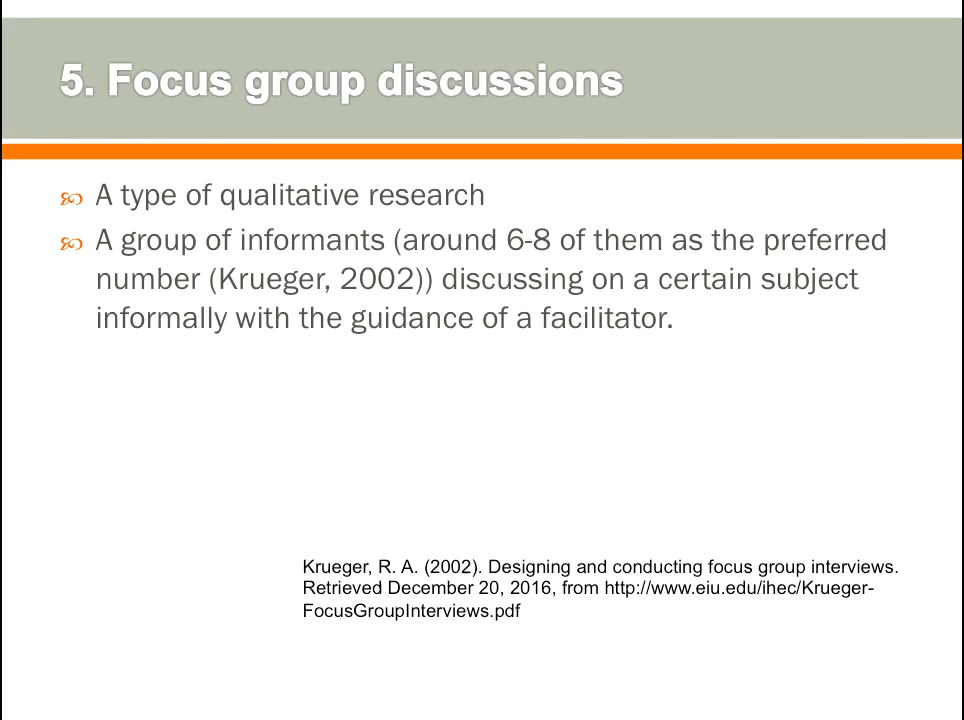 5. Focus group discussions
A type of qualitative research
A group of informants (around 6-8 of them as the preferred
number (Krueger, 2002)) discussing on a certain subject
informally with the guidance of a facilitator.
Krueger, R. A. (2002). Designing and conducting focus group interviews.
Retrieved December 20, 2016, from http://www.eiu.edu/ihec/Krueger-
FocusGroupInterviews.pdf